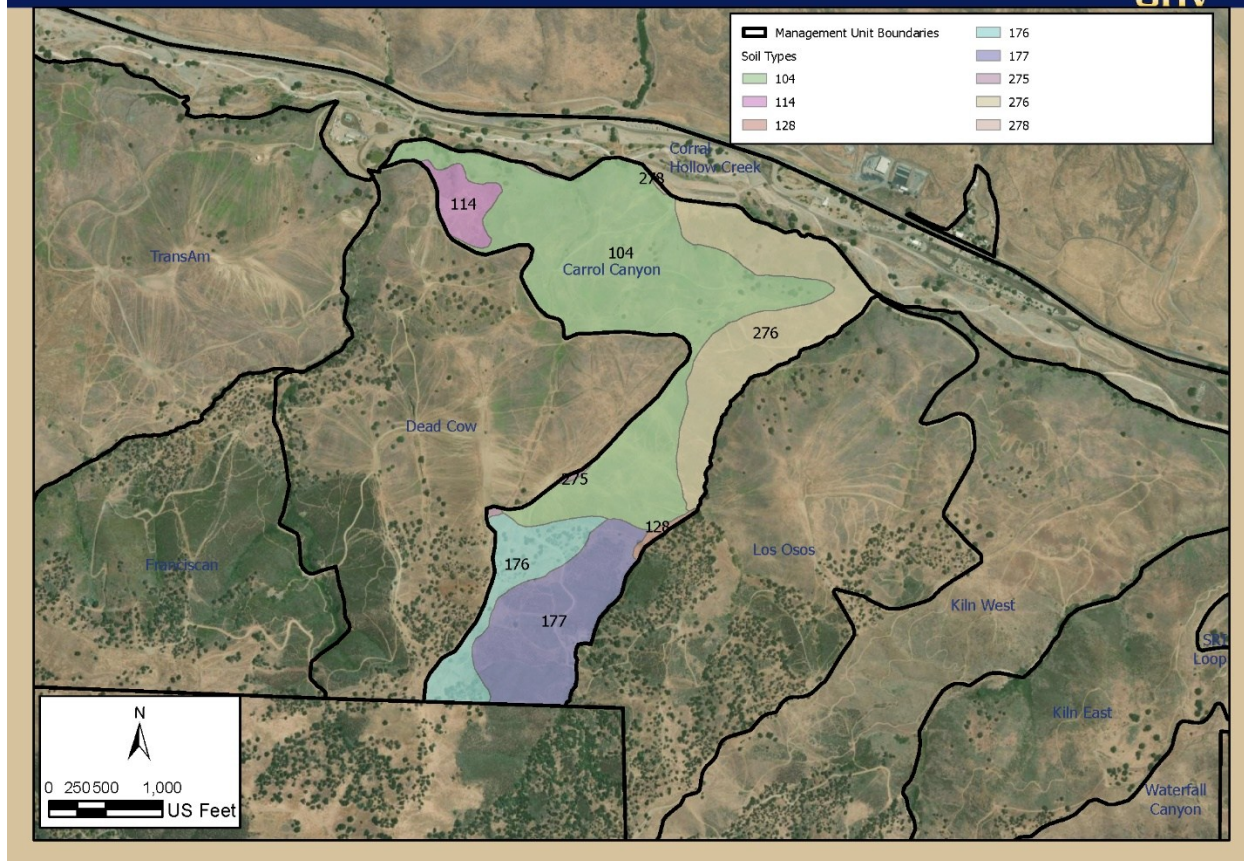 Management Unit Boundaries
Soil Types
104
114
128
176
177
275
276
278
Corral
Hollow Creek
278
114
104
Carrol Canyon
TransAm
276
Dead Cow
275
128
176
Los Osos
Franciscan
177
Kiln West
Loop
Kiln East
Waterfall
Canyon
N
0 250 500 1,000
US Feet